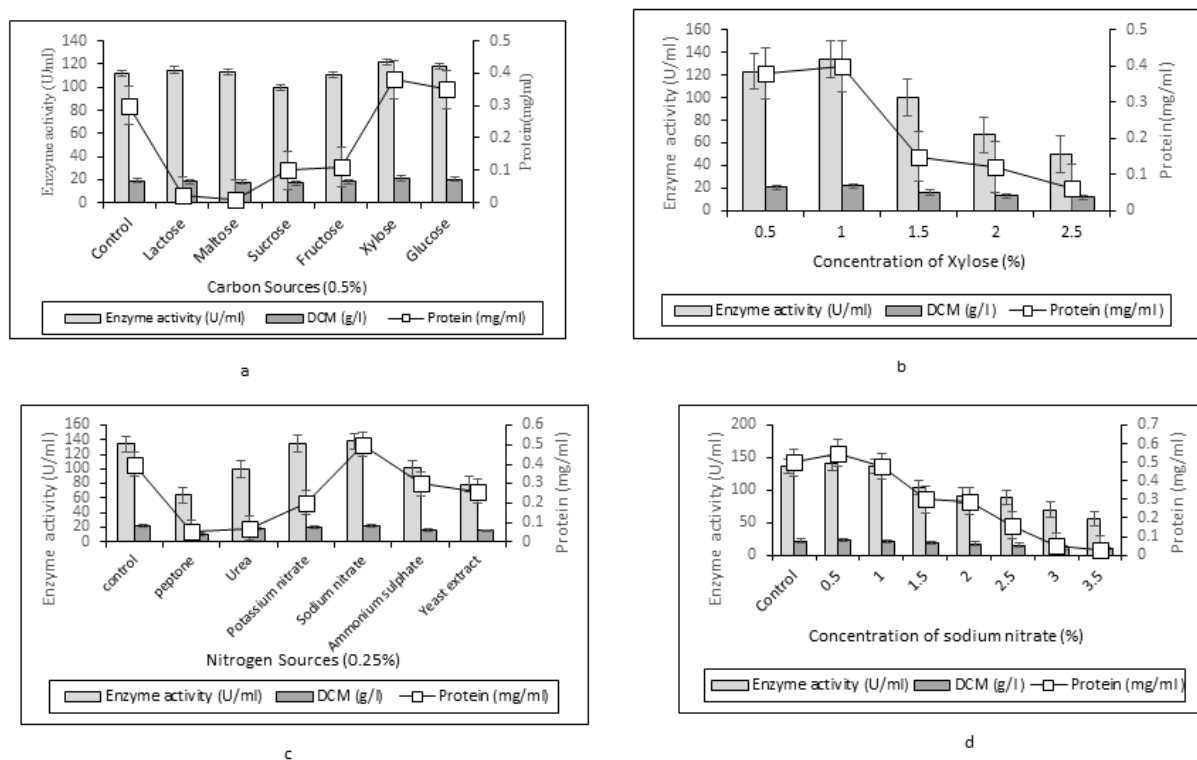 a
140
120
100
80
60
40
20
0
Enzyme activity (U/ml)
0.5
0.4
0.3
0.2
0.1
0
Protein(mg/ml)
Control
Lactose
Maltose
Sucrose
Fructose
Xylose
Glucose
Carbon Sources (0.5%)
Enzyme activity (U/ml) DCM (g/l) Protein (mg/ml)
a
160
140
120
100
80
60
40
20
0
Enzyme activity (U/ml)
0.5
0.4
0.3
0.2
0.1
0
Protein(mg/ml)
0.5 1 1.5 2 2.5
Concentration of Xylose (%)
Enzyme activity (U/ml) DCM (g/l) Protein (mg/ml)
b
160
140
120
100
80
60
40
20
0
Enzyme activity (U/ml)
0.6
0.5
0.4
0.3
0.2
0.1
0
Protein (mg/ml)
control
peptone
Urea
Potassium nitrate
Sodium nitrate
Ammonium sulphate
Yeast extract
Nitrogen Sources (0.25%)
Enzyme activity (U/ml) DCM (g/l) Protein (mg/ml)
c
200
150
100
50
0
Enzyme activity (U/ml)
0.7
0.6
0.5
0.4
0.3
0.2
0.1
0
Protein (mg/ml)
Control
0.5
1
1.5
2
2.5
3
3.5
Concentration of sodium nitrate (%)
Enzyme activity (U/ml) DCM (g/l) Protein (mg/ml)
d